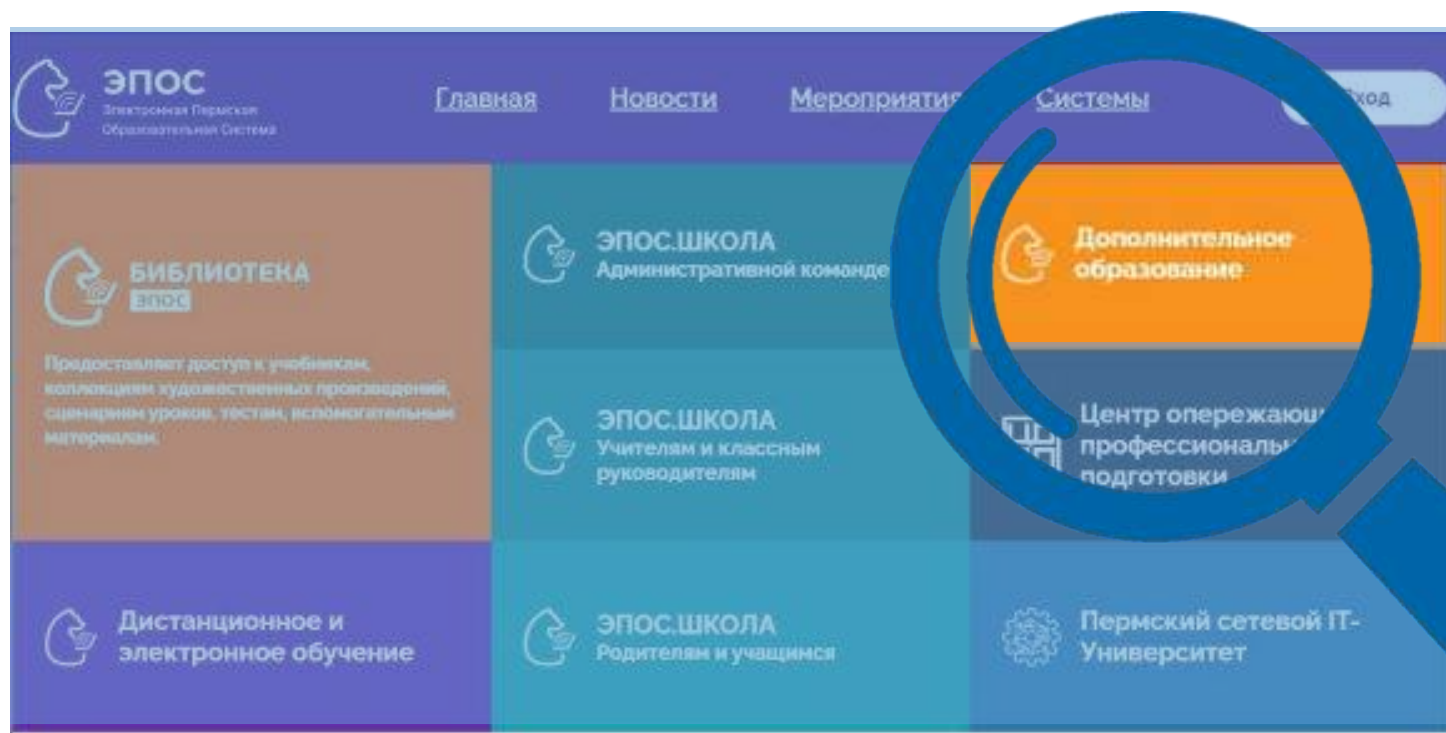 ЭПОС
Электронная Пермская
Образовательная Система
Главная
Новости
Мероприятия
Системы
Вход
БИБЛИОТЕКА
ЭПОС
Предоставляет доступ к учебникам,
коллекциям художественных произведений,
сценариям уроков, тестам, вспомогательным
материалам.
ЭПОС.ШКОЛА
Административной команде
Дополнительное
образование
ЭПОС.ШКОЛА
Учителям и классным
руководителям
Центр
подготовки
Дистанционное и
электронное обучение
ЭПОС.ШКОЛА
Родителям и учащимся
Пермский сетевой IT-
Университет